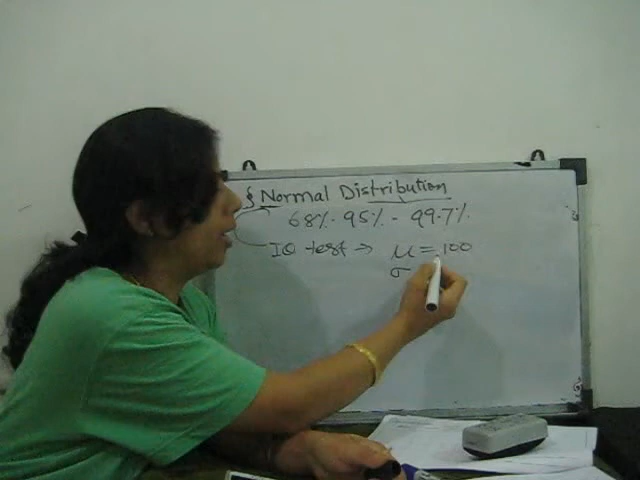 § Normal Distribution
68% - 95% - 99.7%
IQ test → μ = 100
σ